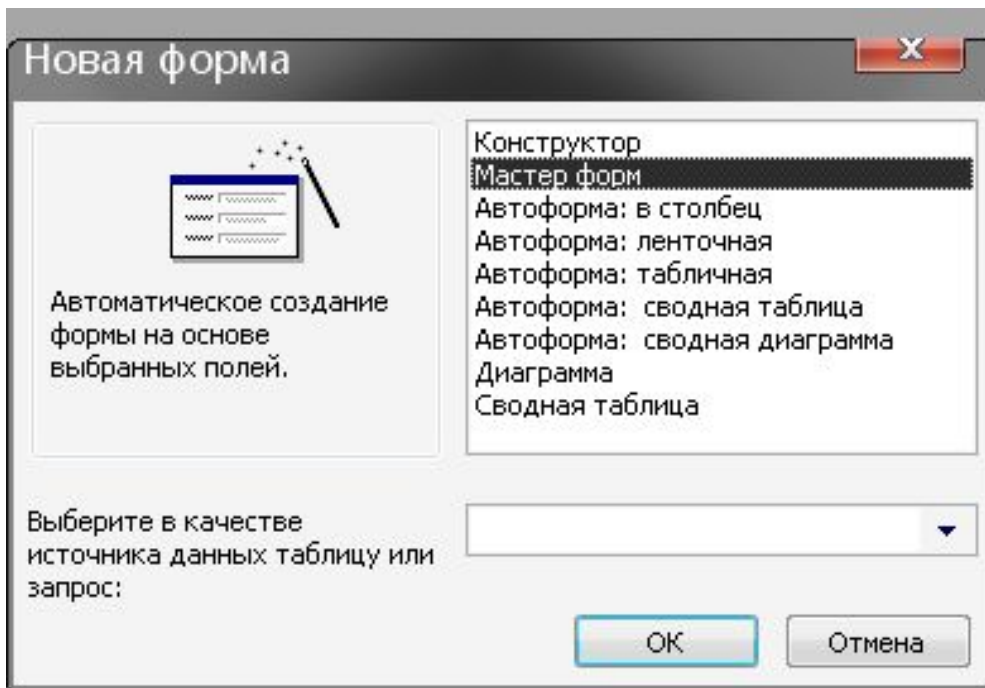 Новая форма
Конструктор
Мастер форм
Автоформа: в столбец
Автоформа: ленточная
Автоформа: табличная
Автоформа: сводная таблица
Автоформа: сводная диаграмма
Диаграмма
Сводная таблица
Автоматическое создание
формы на основе
выбранных полей.
Выберите в качестве
источника данных таблицу или
запрос:
ОК
Отмена